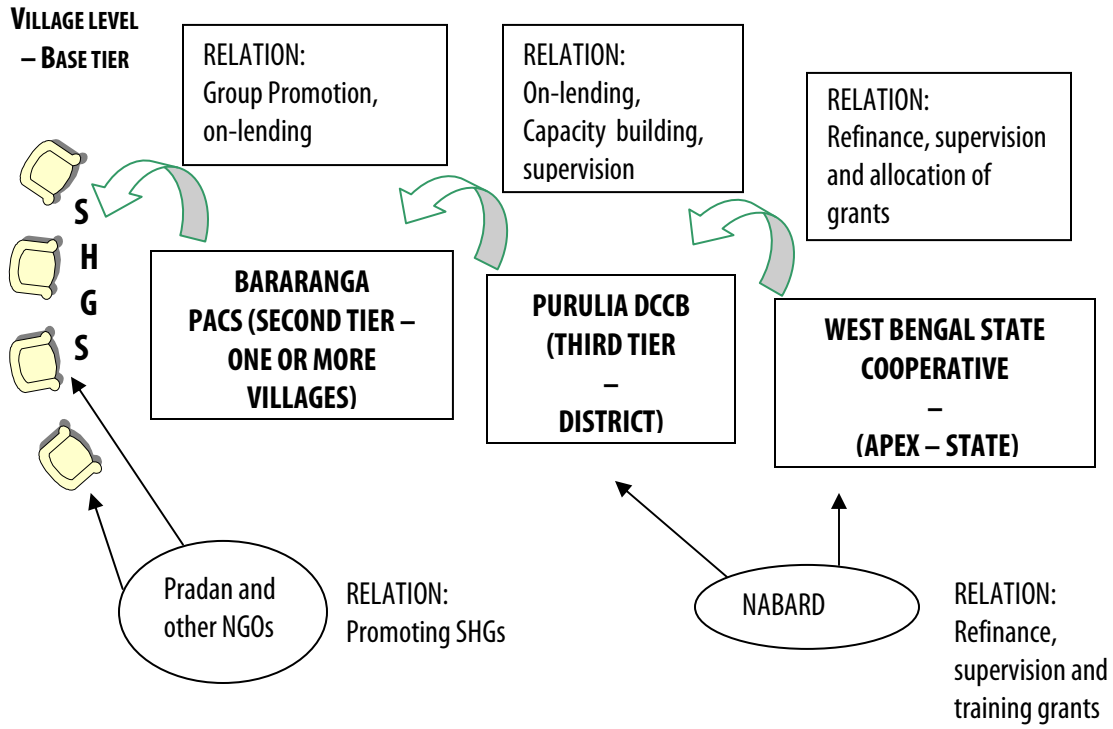 VILLAGE LEVEL
– BASE TIER
RELATION:
Group Promotion,
on-lending
RELATION:
On-lending,
Capacity building,
supervision
RELATION:
Refinance, supervision
and allocation of
grants
S
H
G
S
BARARANGA
PACS (SECOND TIER –
ONE OR MORE
VILLAGES)
PURULIA DCCB
(THIRD TIER
–
DISTRICT)
WEST BENGAL STATE
COOPERATIVE
–
(APEX – STATE)
Pradan and
other NGOs
RELATION:
Promoting SHGs
NABARD
RELATION:
Refinance,
supervision and
training grants